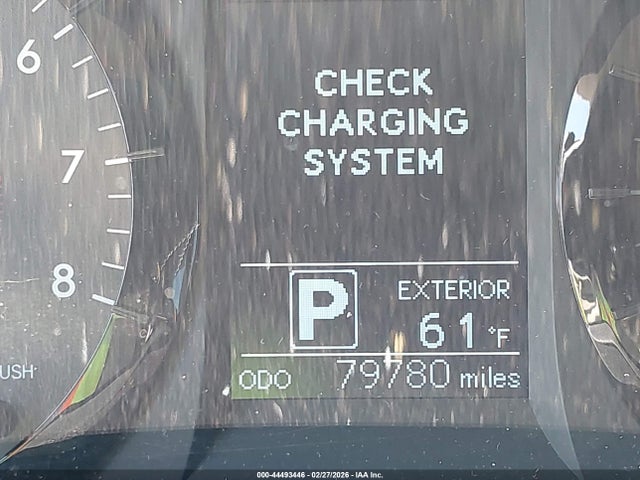 6
7
8
CHECK
CHARGING
SYSTEM
P
EXTERIOR
61 °F
USH
ODO 79780 miles
000-44493446 - 02/27/2026 - IAA Inc.